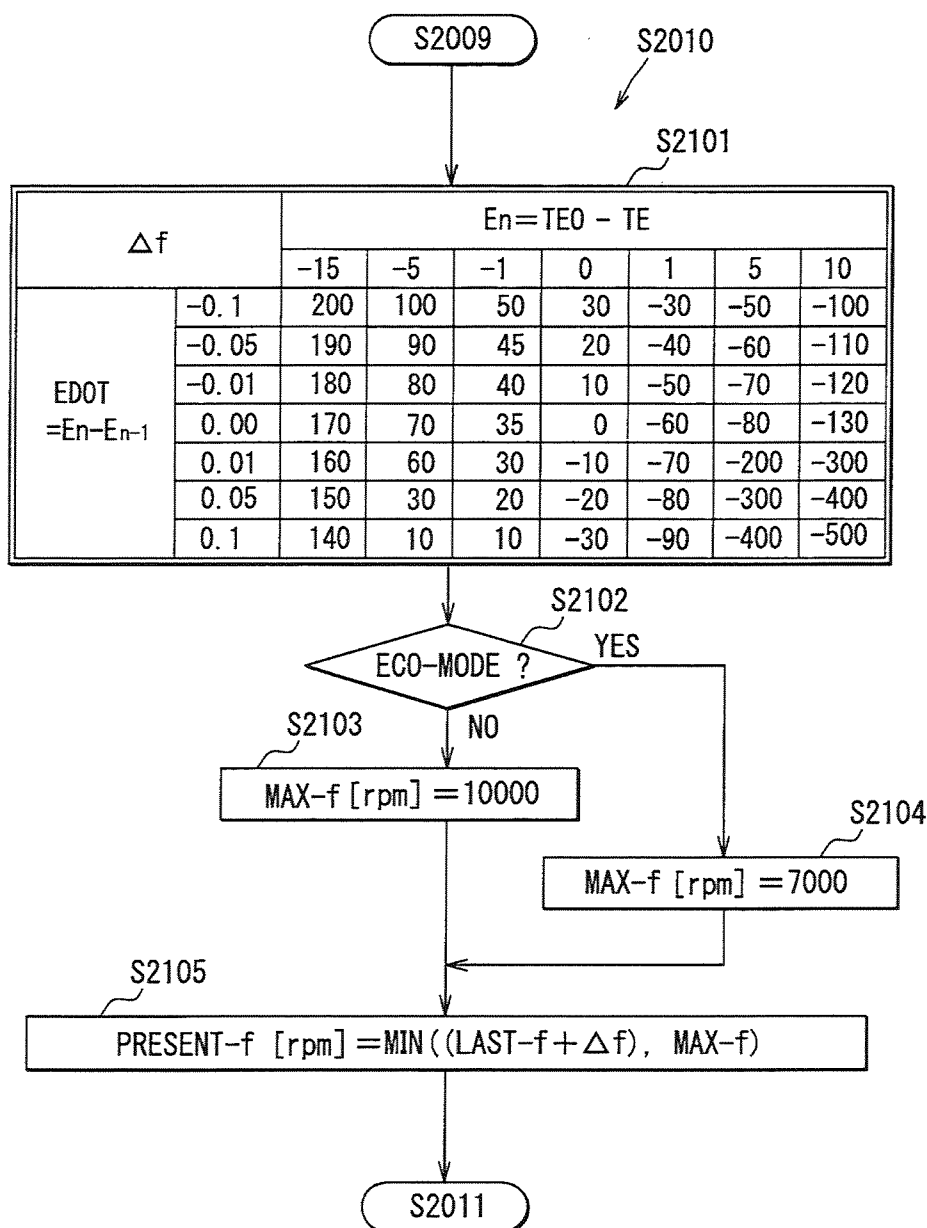 S2009
S2010
S2101
△f
En=TEO - TE
-15 -5 -1 0 1 5 10
EDOT
=En-En-1
-0.1 200 100 50 30 -30 -50 -100
-0.05 190 90 45 20 -40 -60 -110
-0.01 180 80 40 10 -50 -70 -120
0.00 170 70 35 0 -60 -80 -130
0.01 160 60 30 -10 -70 -200 -300
0.05 150 30 20 -20 -80 -300 -400
0.1 140 10 10 -30 -90 -400 -500
S2102
ECO-MODE ?
YES
NO
S2103
MAX-f [rpm] =10000
S2104
MAX-f [rpm] =7000
S2105
PRESENT-f [rpm]=MIN((LAST-f+△f), MAX-f)
S2011